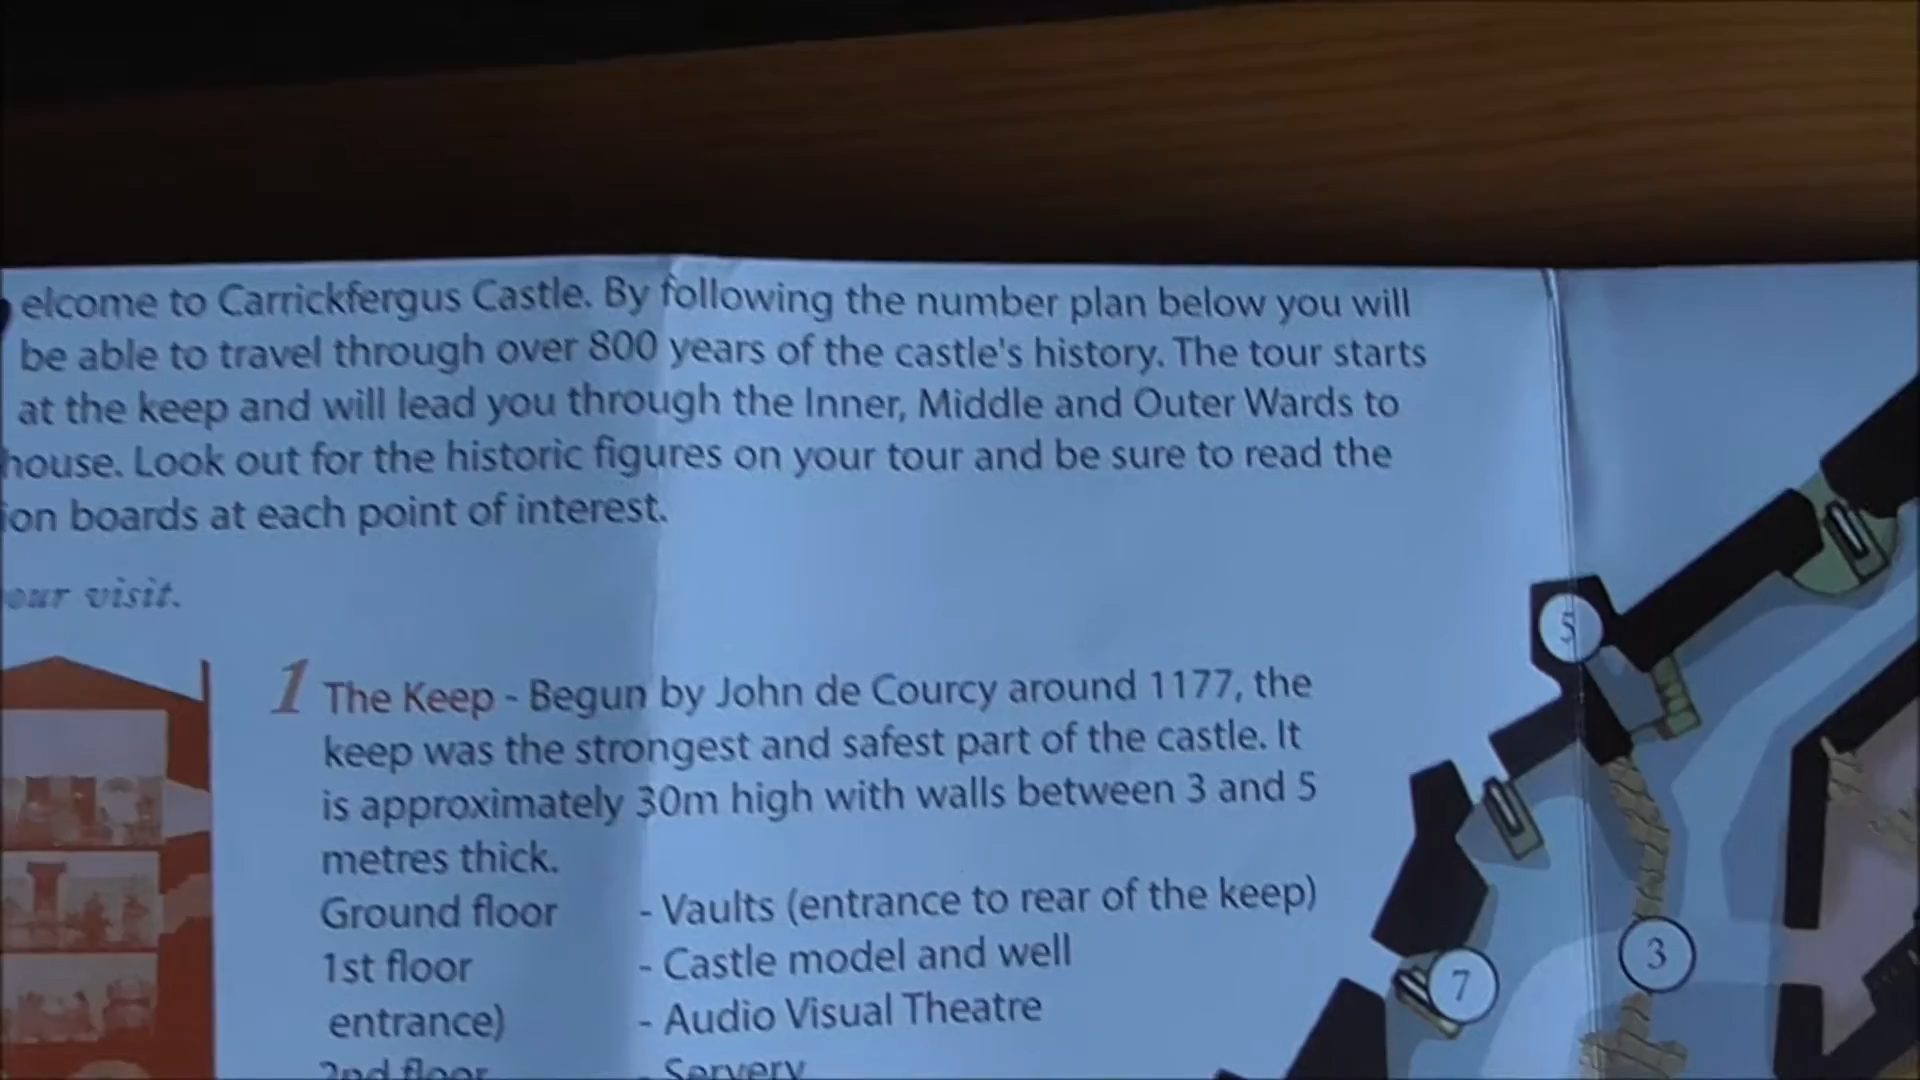 elcome to Carrickfergus Castle. By following the number plan below you will
be able to travel through over 800 years of the castle's history. The tour starts
at the keep and will lead you through the Inner, Middle and Outer Wards to
house. Look out for the historic figures on your tour and be sure to read the
ion boards at each point of interest.
our visit.
1 The Keep - Begun by John de Courcy around 1177, the
keep was the strongest and safest part of the castle. It
is approximately 30m high with walls between 3 and 5
metres thick.
Ground floor - Vaults (entrance to rear of the keep)
1st floor - Castle model and well
entrance) - Audio Visual Theatre
2nd floor - Servery
5
3
7